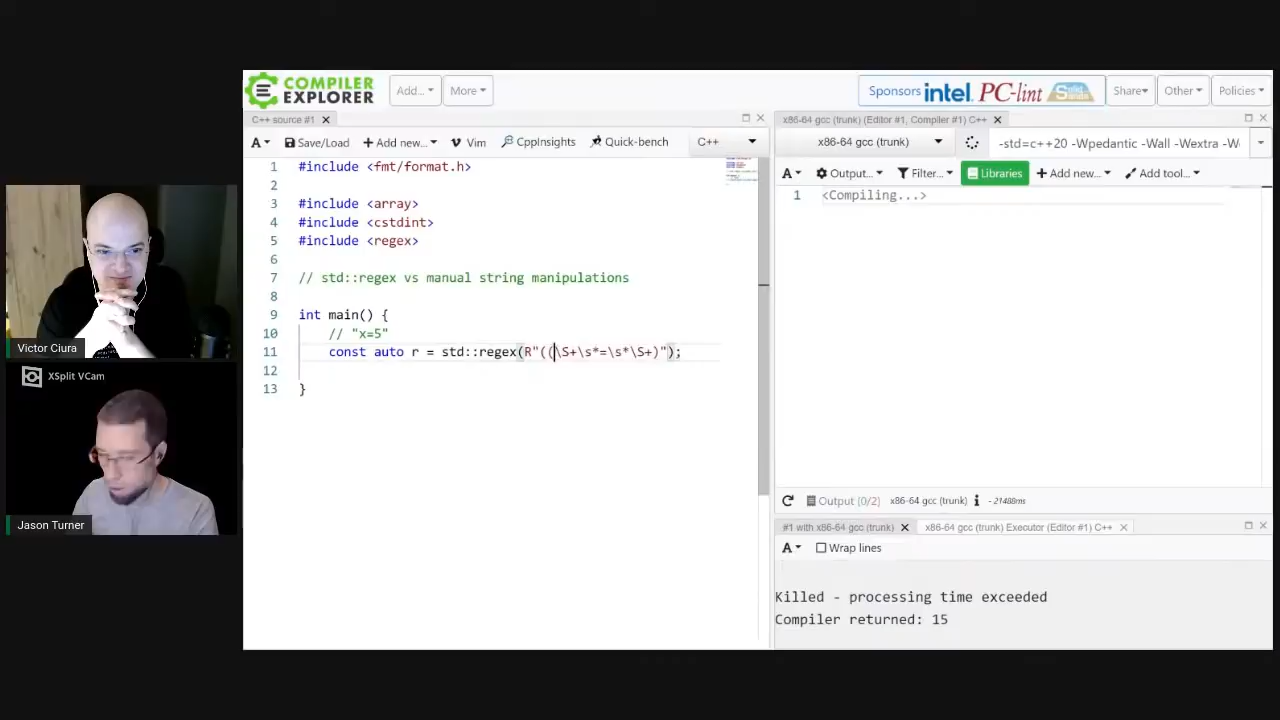 COMPILER
EXPLORER
Add...
More
Sponsors intel PC-lint Solid Sands
Share
Other
Policies
C++ source #1
A
Save/Load
+ Add new...
Vim
CppInsights
Quick-bench
C++
1 #include <fmt/format.h>
2
3 #include <array>
4 #include <cstdint>
5 #include <regex>
6
7 // std::regex vs manual string manipulations
8
9 int main() {
10 // "x=5"
11 const auto r = std::regex(R"((\S+\s*=\s*\S+)");
12
13 }
x86-64 gcc (trunk) (Editor #1, Compiler #1) C++
x86-64 gcc (trunk)
-std=c++20 -Wpedantic -Wall -Wextra -W
A
Output...
Filter...
Libraries
+ Add new...
Add tool...
1 <Compiling...>
Output (0/2) x86-64 gcc (trunk) i - 21488ms
#1 with x86-64 gcc (trunk)
x86-64 gcc (trunk) Executor (Editor #1) C++
A
Wrap lines
Killed - processing time exceeded
Compiler returned: 15
Victor Ciura
XSplit VCam
Jason Turner